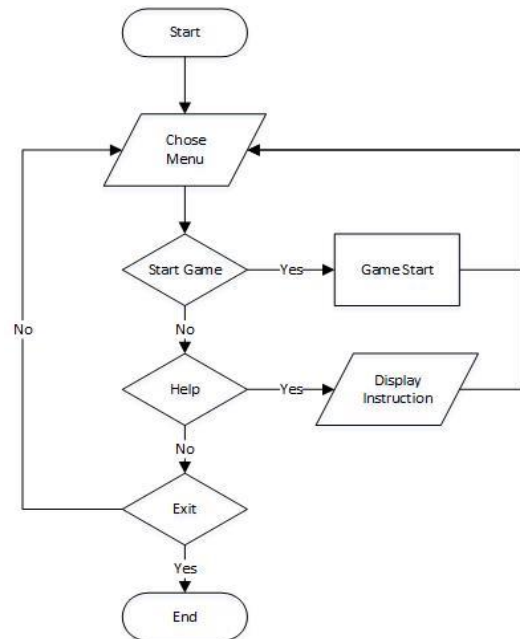 Start
Chose
Menu
Start Game
Yes
Game Start
No
No
Help
Yes
Display
Instruction
No
Exit
Yes
End